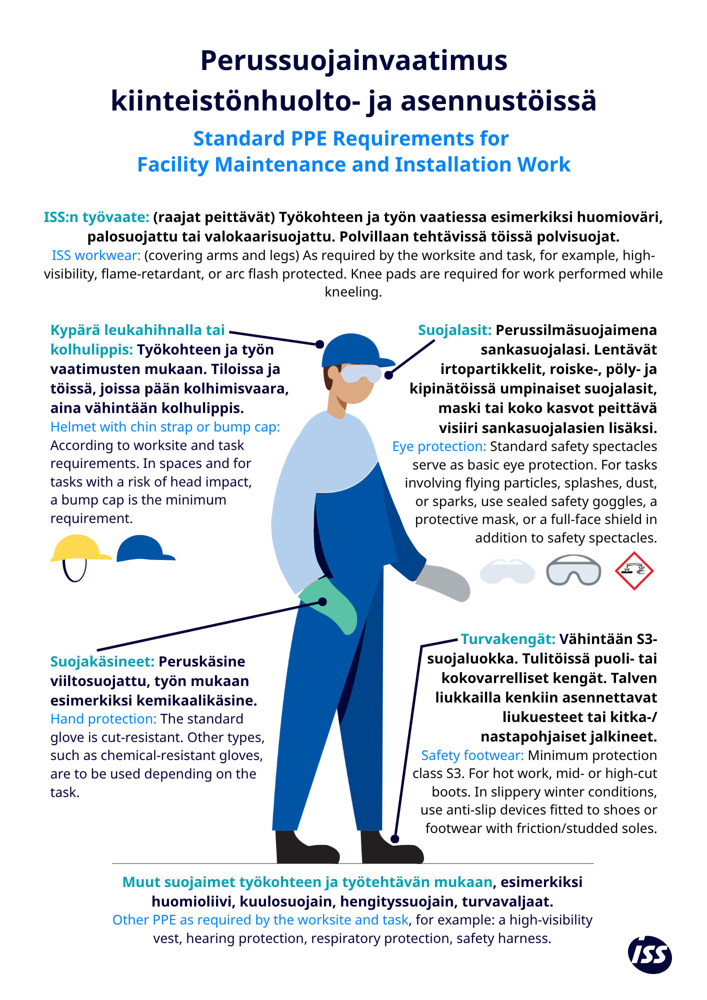 Perussuojainvaatimus
kiinteistönhuolto- ja asennustöissä
Standard PPE Requirements for
Facility Maintenance and Installation Work
ISS:n työvaate: (raajat peittävät) Työkohteen ja työn vaatiessa esimerkiksi huomioväri,
palosuojattu tai valokaarisuojattu. Polvillaan tehtävissä töissä polvisuojat.
ISS workwear: (covering arms and legs) As required by the worksite and task, for example, high-
visibility, flame-retardant, or arc flash protected. Knee pads are required for work performed while
kneeling.
Kypärä leukahihnalla tai
kolhulippis: Työkohteen ja työn
vaatimusten mukaan. Tiloissa ja
töissä, joissa pään kolhimisvaara,
aina vähintään kolhulippis.
Helmet with chin strap or bump cap:
According to worksite and task
requirements. In spaces and for
tasks with a risk of head impact,
a bump cap is the minimum
requirement.
Suojalasit: Perussilmäsuojaimena
sankasuojalasi. Lentävät
irtopartikkelit, roiske-, pöly- ja
kipinätöissä umpinaiset suojalasit,
maski tai koko kasvot peittävä
visiiri sankasuojalasien lisäksi.
Eye protection: Standard safety spectacles
serve as basic eye protection. For tasks
involving flying particles, splashes, dust,
or sparks, use sealed safety goggles, a
protective mask, or a full-face shield in
addition to safety spectacles.
Suojakäsineet: Peruskäsine
viiltosuojattu, työn mukaan
esimerkiksi kemikaalikäsine.
Hand protection: The standard
glove is cut-resistant. Other types,
such as chemical-resistant gloves,
are to be used depending on the
task.
Turvakengät: Vähintään S3-
suojaluokka. Tulitöissä puoli- tai
kokovarrelliset kengät. Talven
liukkailla kenkiin asennettavat
liukuesteet tai kitka-/
nastapohjaiset jalkineet.
Safety footwear: Minimum protection
class S3. For hot work, mid- or high-cut
boots. In slippery winter conditions,
use anti-slip devices fitted to shoes or
footwear with friction/studded soles.
Muut suojaimet työkohteen ja työtehtävän mukaan, esimerkiksi
huomioliivi, kuulosuojain, hengityssuojain, turvavaljaat.
Other PPE as required by the worksite and task, for example: a high-visibility
vest, hearing protection, respiratory protection, safety harness.
ISS